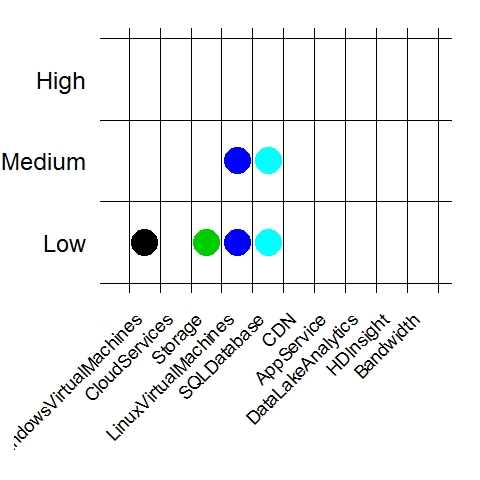 High
Medium
Low
ndowsVirtualMachines
CloudServices
Storage
LinuxVirtualMachines
SQLDatabase
CDN
AppService
DataLakeAnalytics
HDInsight
Bandwidth